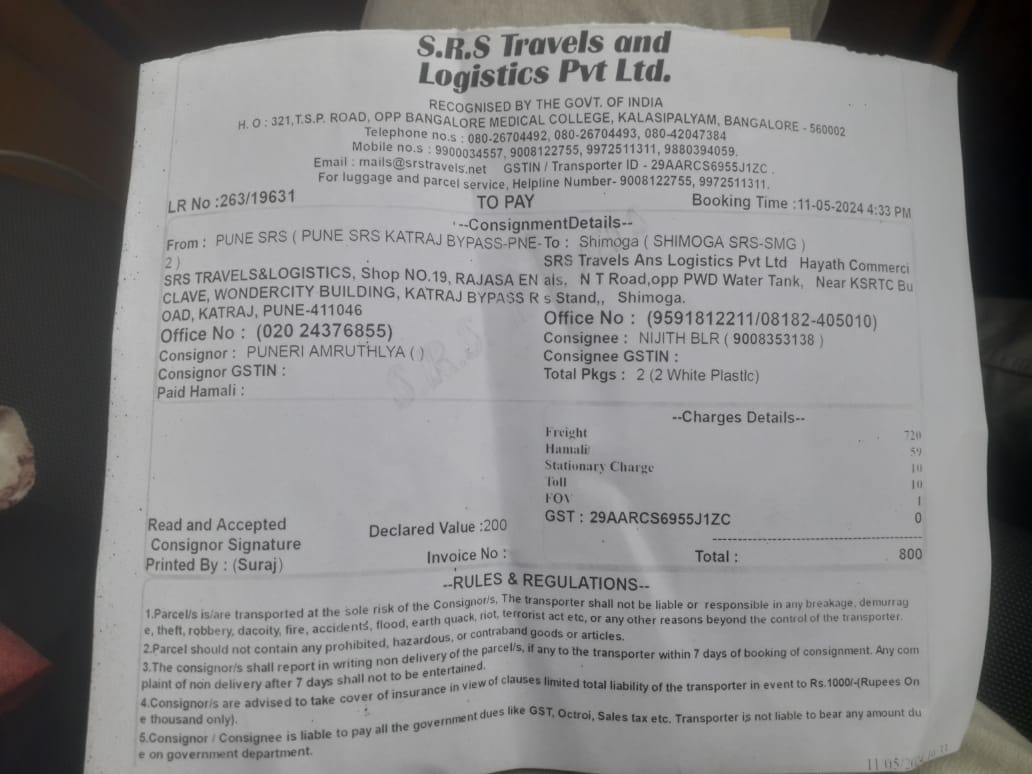 S.R.S Travels and
Logistics Pvt Ltd.
RECOGNISED BY THE GOVT. OF INDIA
H. O : 321,T.S.P. ROAD, OPP BANGALORE MEDICAL COLLEGE, KALASIPALYAM, BANGALORE - 560002
Telephone no.s : 080-26704492, 080-26704493, 080-42047384
Mobile no.s : 9900034557, 9008122755, 9972511311, 9880394059.
Email : mails@srstravels.net GSTIN / Transporter ID - 29AARCS6955J1ZC .
For luggage and parcel service, Helpline Number- 9008122755, 9972511311.
LR No :263/19631 TO PAY Booking Time :11-05-2024 4:33 PM
--ConsignmentDetails--
From : PUNE SRS ( PUNE SRS KATRAJ BYPASS-PNE-
2 )
SRS TRAVELS&LOGISTICS, Shop NO.19, RAJASA EN
CLAVE, WONDERCITY BUILDING, KATRAJ BYPASS R
OAD, KATRAJ, PUNE-411046
Office No : (020 24376855)
Consignor : PUNERI AMRUTHLYA ( )
Consignor GSTIN :
Paid Hamali :
To : Shimoga ( SHIMOGA SRS-SMG )
SRS Travels Ans Logistics Pvt Ltd Hayath Commerci
als, N T Road,opp PWD Water Tank, Near KSRTC Bu
s Stand,, Shimoga.
Office No : (9591812211/08182-405010)
Consignee : NIJITH BLR ( 9008353138 )
Consignee GSTIN :
Total Pkgs : 2 (2 White Plastic)
--Charges Details--
Freight 720
Hamali 59
Stationary Charge 10
Toll 10
FOV 1
GST : 29AARCS6955J1ZC 0
Total : 800
Read and Accepted
Consignor Signature
Printed By : (Suraj)
Declared Value :200
Invoice No :
--RULES & REGULATIONS--
1.Parcel/s is/are transported at the sole risk of the Consignor/s, The transporter shall not be liable or responsible in any breakage, demurrag
e, theft, robbery, dacoity, fire, accidents, flood, earth quack, riot, terrorist act etc, or any other reasons beyond the control of the transporter.
2.Parcel should not contain any prohibited, hazardous, or contraband goods or articles.
3.The consignor/s shall report in writing non delivery of the parcel/s, if any to the transporter within 7 days of booking of consignment. Any com
plaint of non delivery after 7 days shall not to be entertained.
4.Consignor/s are advised to take cover of insurance in view of clauses limited total liability of the transporter in event to Rs.1000/-(Rupees On
e thousand only).
5.Consignor / Consignee is liable to pay all the government dues like GST, Octroi, Sales tax etc. Transporter is not liable to bear any amount du
e on government department.